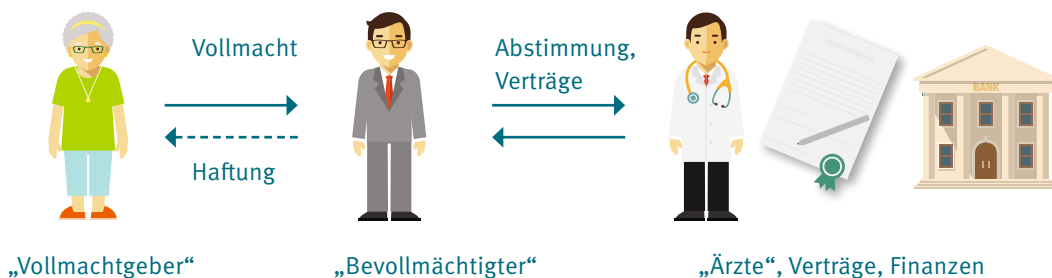 Vollmacht
Haftung
Abstimmung,
Verträge
BANK
„Vollmachtgeber“
„Bevollmächtigter“
„Ärzte“, Verträge, Finanzen